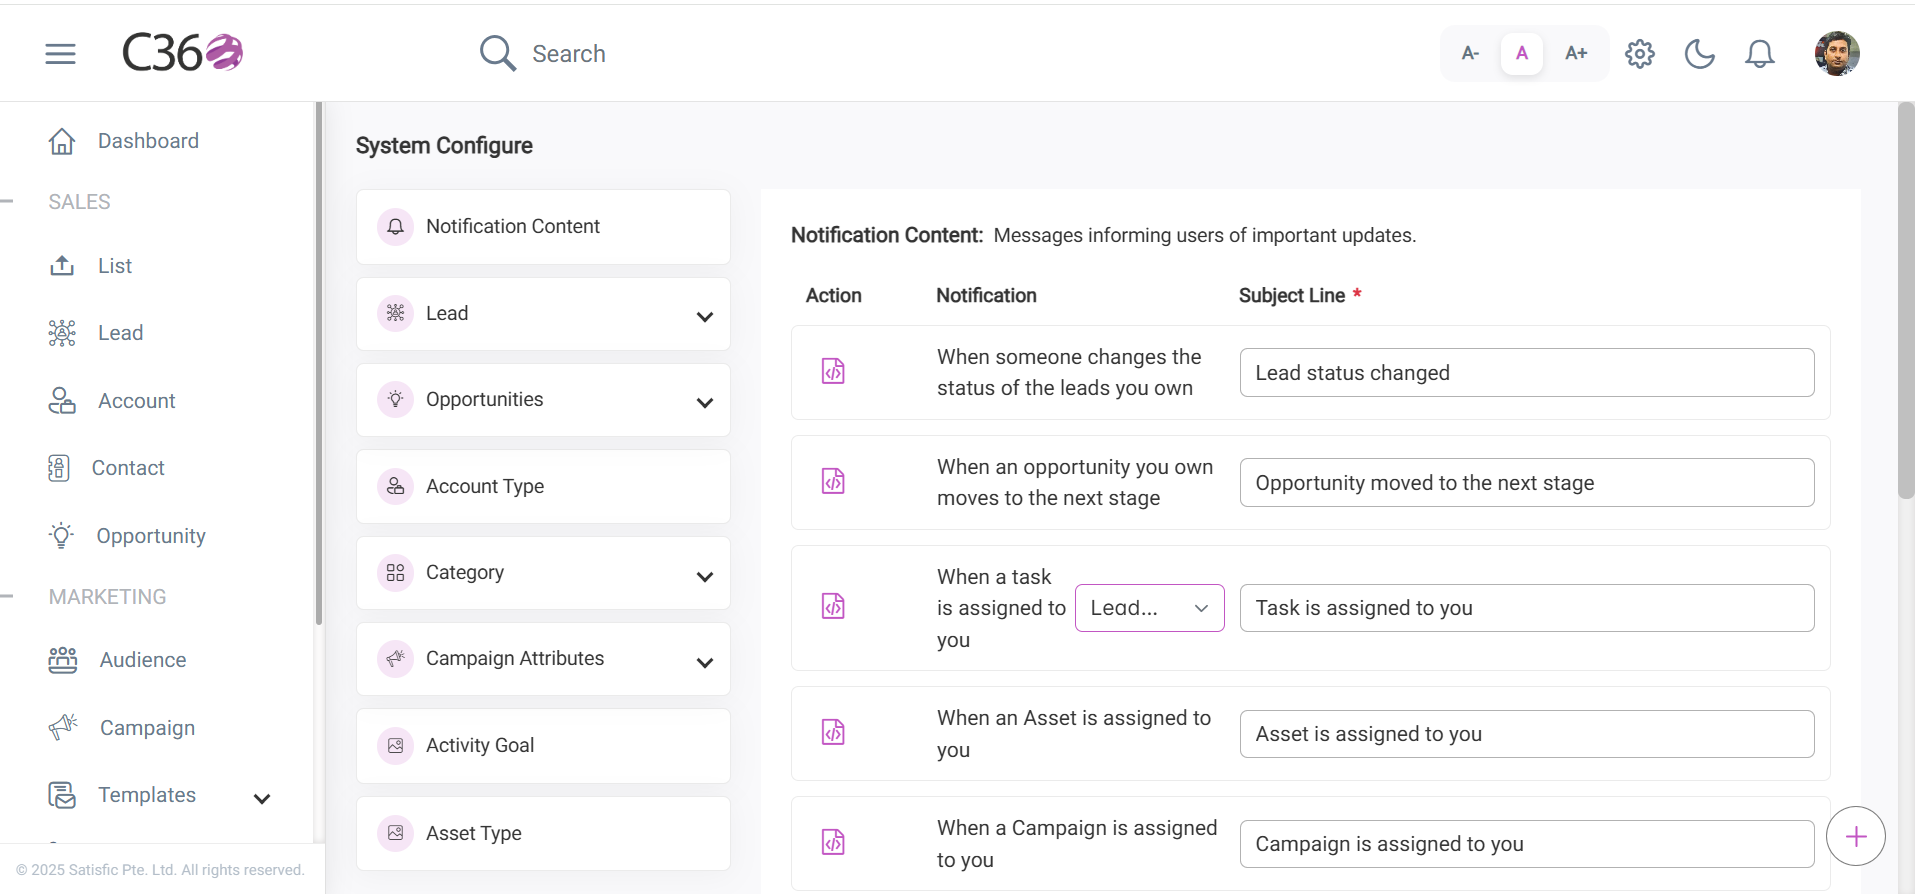 C360
Search
A-
A
A+
Dashboard
SALES
List
Lead
Account
Contact
Opportunity
MARKETING
Audience
Campaign
Templates
© 2025 Satisfic Pte. Ltd. All rights reserved.
System Configure
Notification Content
Lead
Opportunities
Account Type
Category
Campaign Attributes
Activity Goal
Asset Type
Notification Content: Messages informing users of important updates.
Action Notification Subject Line *
When someone changes the
status of the leads you own
Lead status changed
When an opportunity you own
moves to the next stage
Opportunity moved to the next stage
When a task
is assigned to
you
Lead...
Task is assigned to you
When an Asset is assigned to
you
Asset is assigned to you
When a Campaign is assigned
to you
Campaign is assigned to you